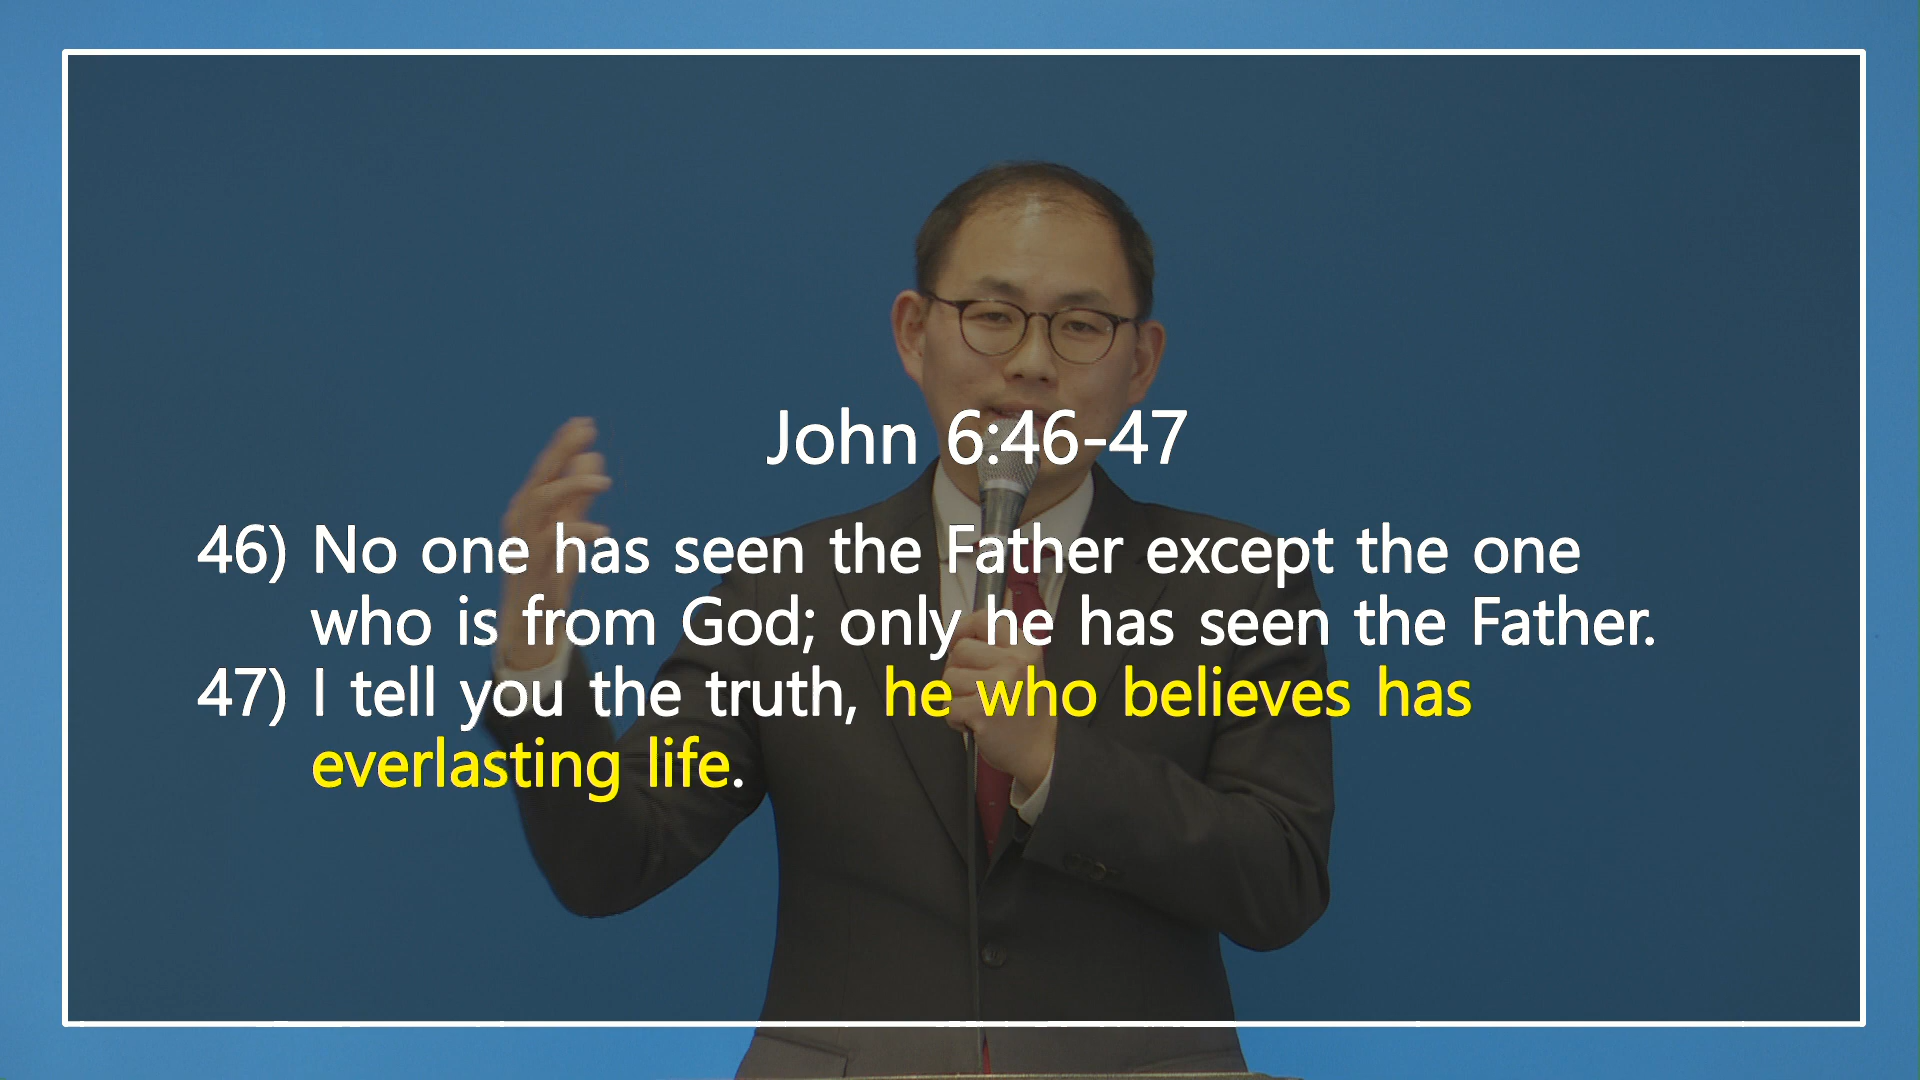 John 6:46-47
46) No one has seen the Father except the one
who is from God; only he has seen the Father.
47) I tell you the truth, he who believes has
everlasting life.